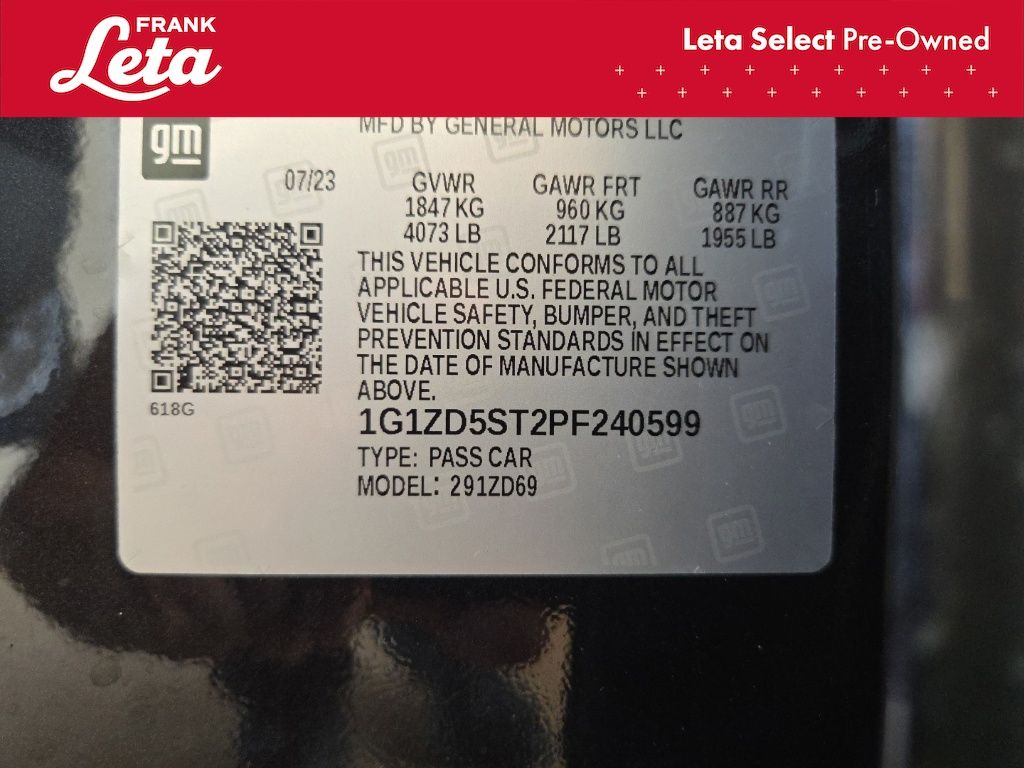 FRANK
Leta
Leta Select Pre-Owned
gm
MFD BY GENERAL MOTORS LLC
07/23
GVWR GAWR FRT GAWR RR
1847 KG 960 KG 887 KG
4073 LB 2117 LB 1955 LB
THIS VEHICLE CONFORMS TO ALL
APPLICABLE U.S. FEDERAL MOTOR
VEHICLE SAFETY, BUMPER, AND THEFT
PREVENTION STANDARDS IN EFFECT ON
THE DATE OF MANUFACTURE SHOWN
ABOVE.
618G
1G1ZD5ST2PF240599
TYPE: PASS CAR
MODEL: 291ZD69